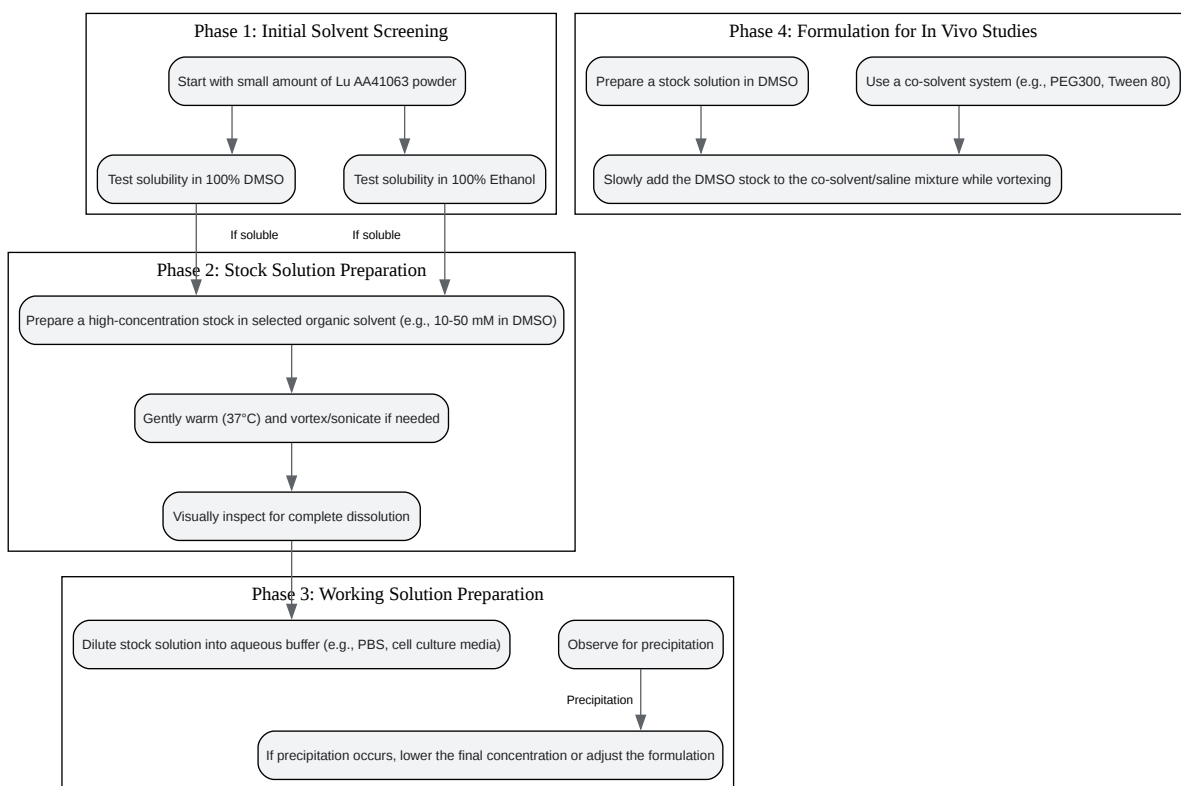 Phase 1: Initial Solvent Screening
Start with small amount of Lu AA41063 powder
Test solubility in 100% DMSO
Test solubility in 100% Ethanol
If soluble
If soluble
Phase 2: Stock Solution Preparation
Prepare a high-concentration stock in selected organic solvent (e.g., 10-50 mM in DMSO)
Gently warm (37°C) and vortex/sonicate if needed
Visually inspect for complete dissolution
Phase 3: Working Solution Preparation
Dilute stock solution into aqueous buffer (e.g., PBS, cell culture media)
Observe for precipitation
Precipitation
If precipitation occurs, lower the final concentration or adjust the formulation
Phase 4: Formulation for In Vivo Studies
Prepare a stock solution in DMSO
Use a co-solvent system (e.g., PEG300, Tween 80)
Slowly add the DMSO stock to the co-solvent/saline mixture while vortexing